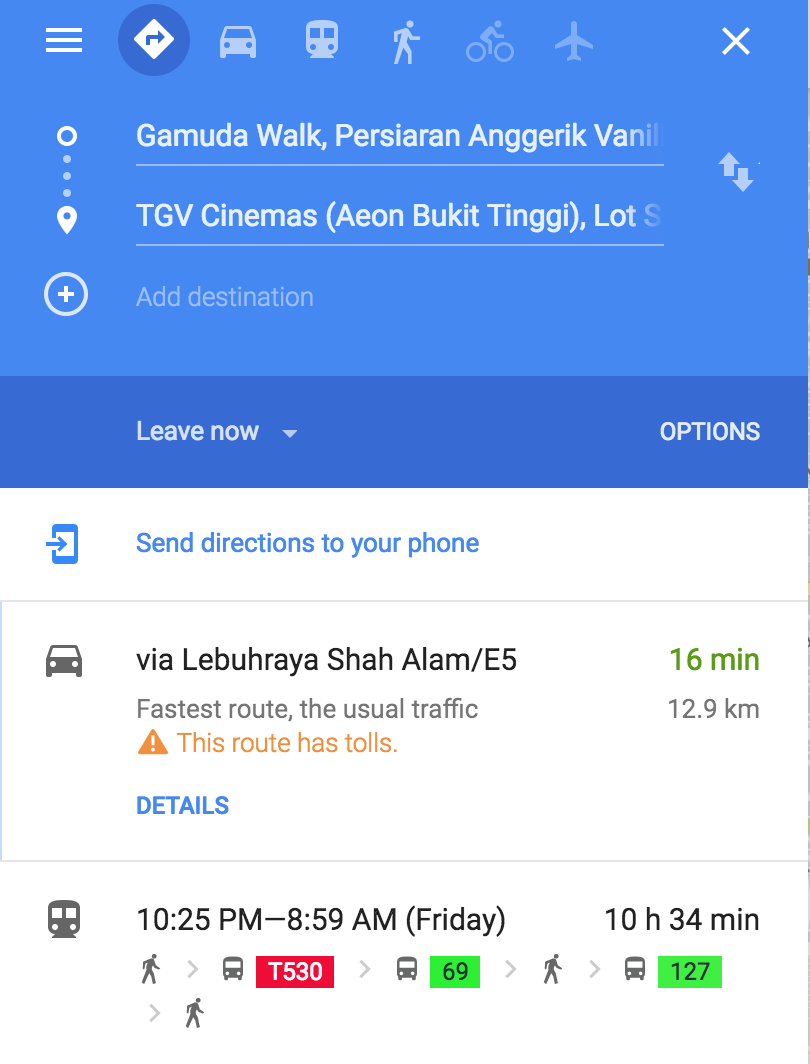 Gamuda Walk, Persiaran Anggerik Vanil
TGV Cinemas (Aeon Bukit Tinggi), Lot S
Add destination
Leave now OPTIONS
Send directions to your phone
via Lebuhraya Shah Alam/E5 16 min
Fastest route, the usual traffic 12.9 km
This route has tolls.
DETAILS
10:25 PM—8:59 AM (Friday) 10 h 34 min
T530 69 127